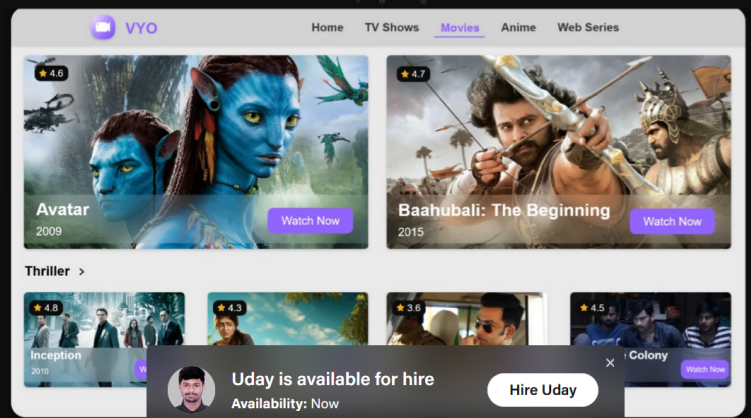 VYO
Home TV Shows Movies Anime Web Series
4.6
4.7
Avatar
2009
Watch Now
Baahubali: The Beginning
2015
Watch Now
Thriller >
4.8
4.3
3.6
4.5
Inception
2010
W
Colony
Watch Now
Uday is available for hire
Availability: Now
Hire Uday